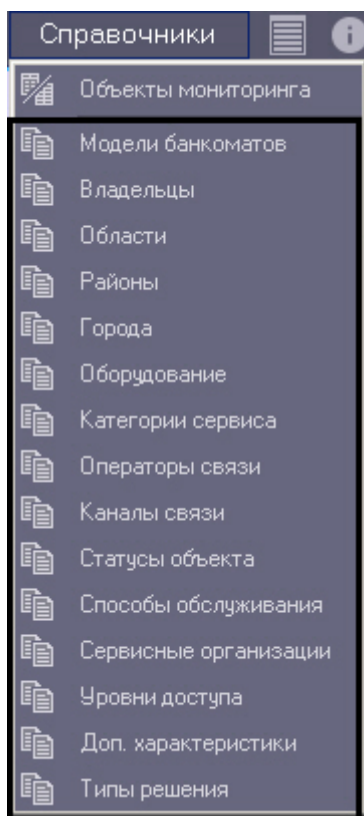 Справочники i
Объекты мониторинга
Модели банкоматов
Владельцы
Области
Районы
Города
Оборудование
Категории сервиса
Операторы связи
Каналы связи
Статусы объекта
Способы обслуживания
Сервисные организации
Уровни доступа
Доп. характеристики
Типы решения